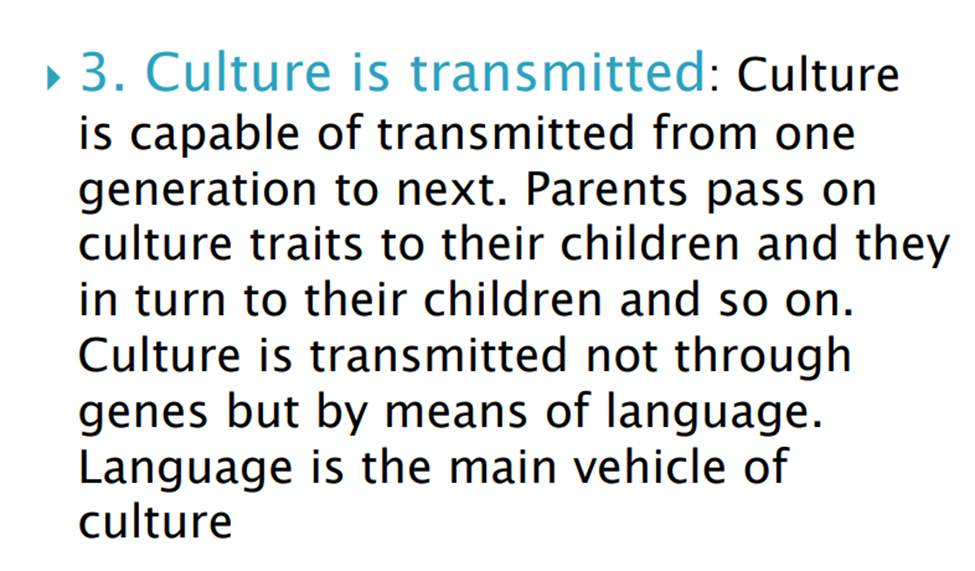 3. Culture is transmitted: Culture
is capable of transmitted from one
generation to next. Parents pass on
culture traits to their children and they
in turn to their children and so on.
Culture is transmitted not through
genes but by means of language.
Language is the main vehicle of
culture